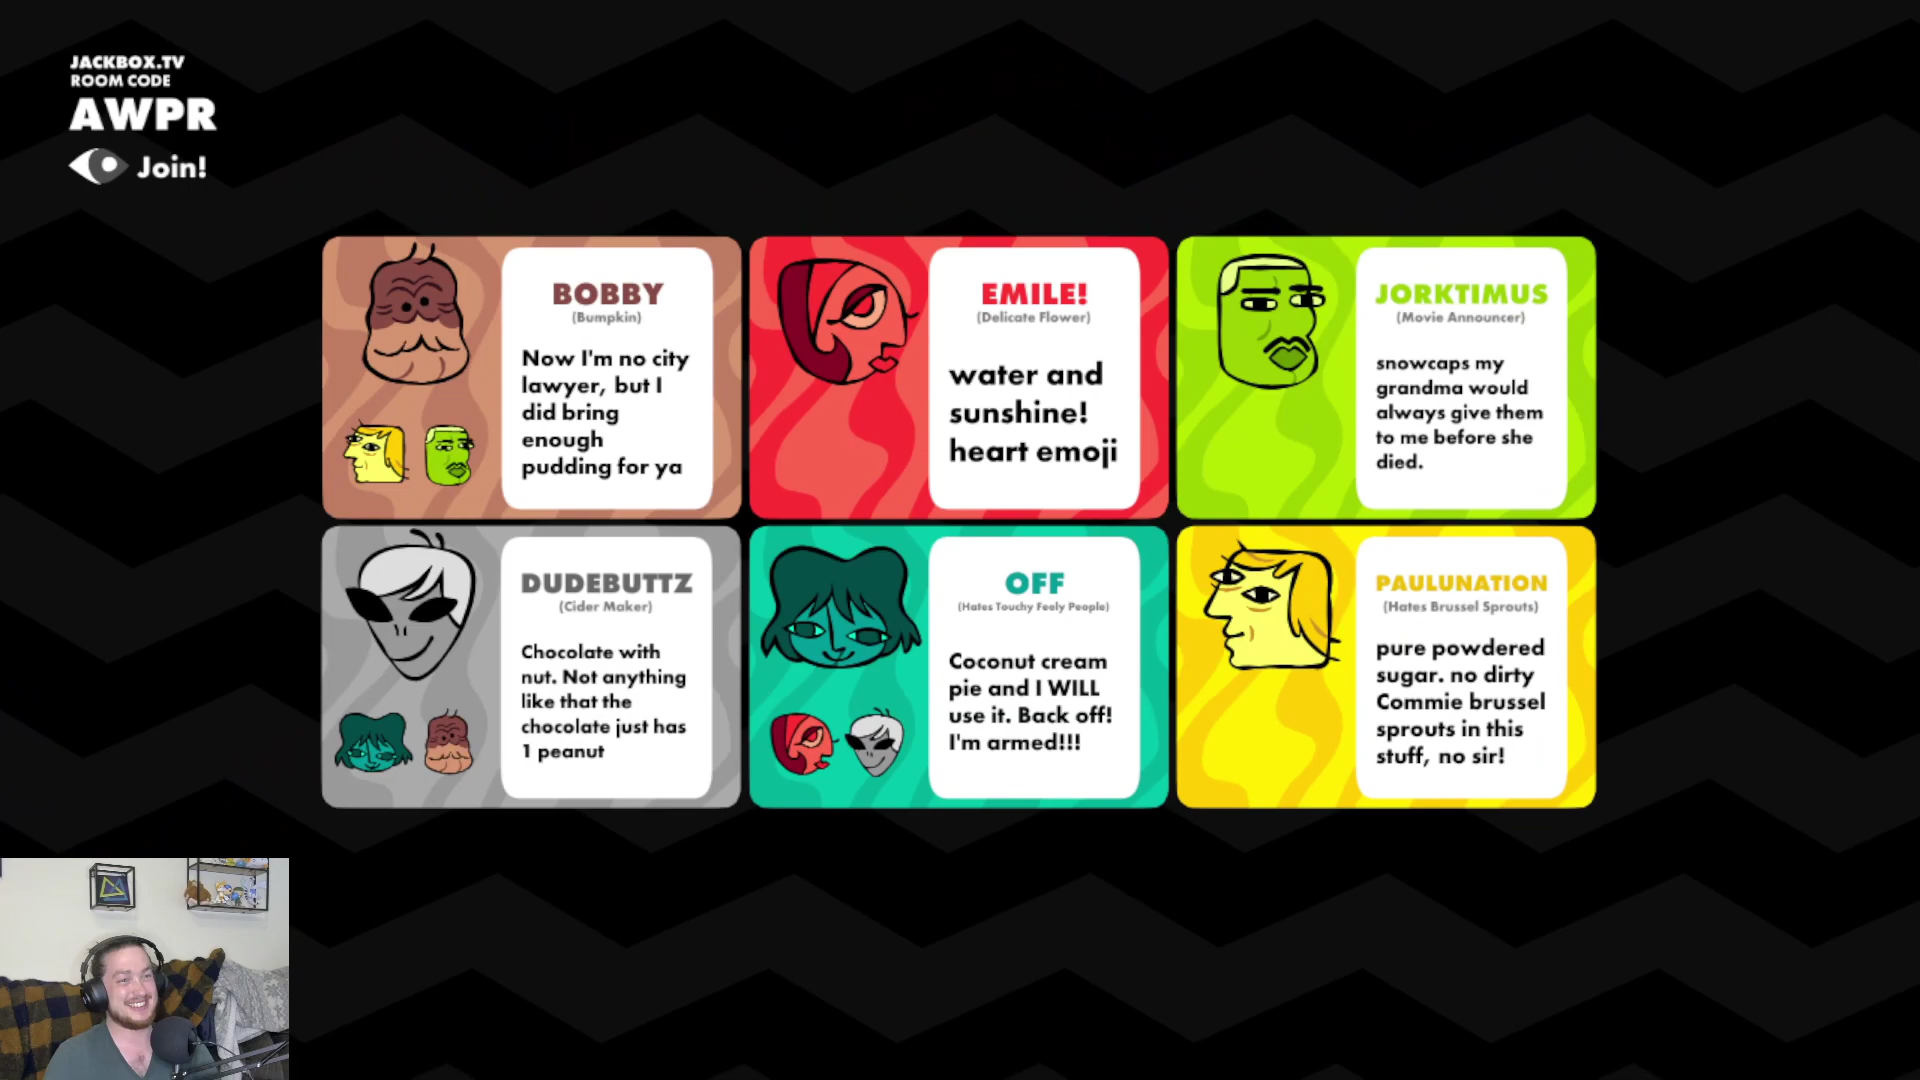 JACKBOX.TV
ROOM CODE
AWPR
Join!
BOBBY
(Bumpkin)
Now I'm no city
lawyer, but I
did bring
enough
pudding for ya
EMILE!
(Delicate Flower)
water and
sunshine!
heart emoji
JORKTIMUS
(Movie Announcer)
snowcaps my
grandma would
always give them
to me before she
died.
DUDEBUTTZ
(Cider Maker)
Chocolate with
nut. Not anything
like that the
chocolate just has
1 peanut
OFF
(Hates Touchy Feely People)
Coconut cream
pie and I WILL
use it. Back off!
I'm armed!!!
PAULUNATION
(Hates Brussel Sprouts)
pure powdered
sugar. no dirty
Commie brussel
sprouts in this
stuff, no sir!